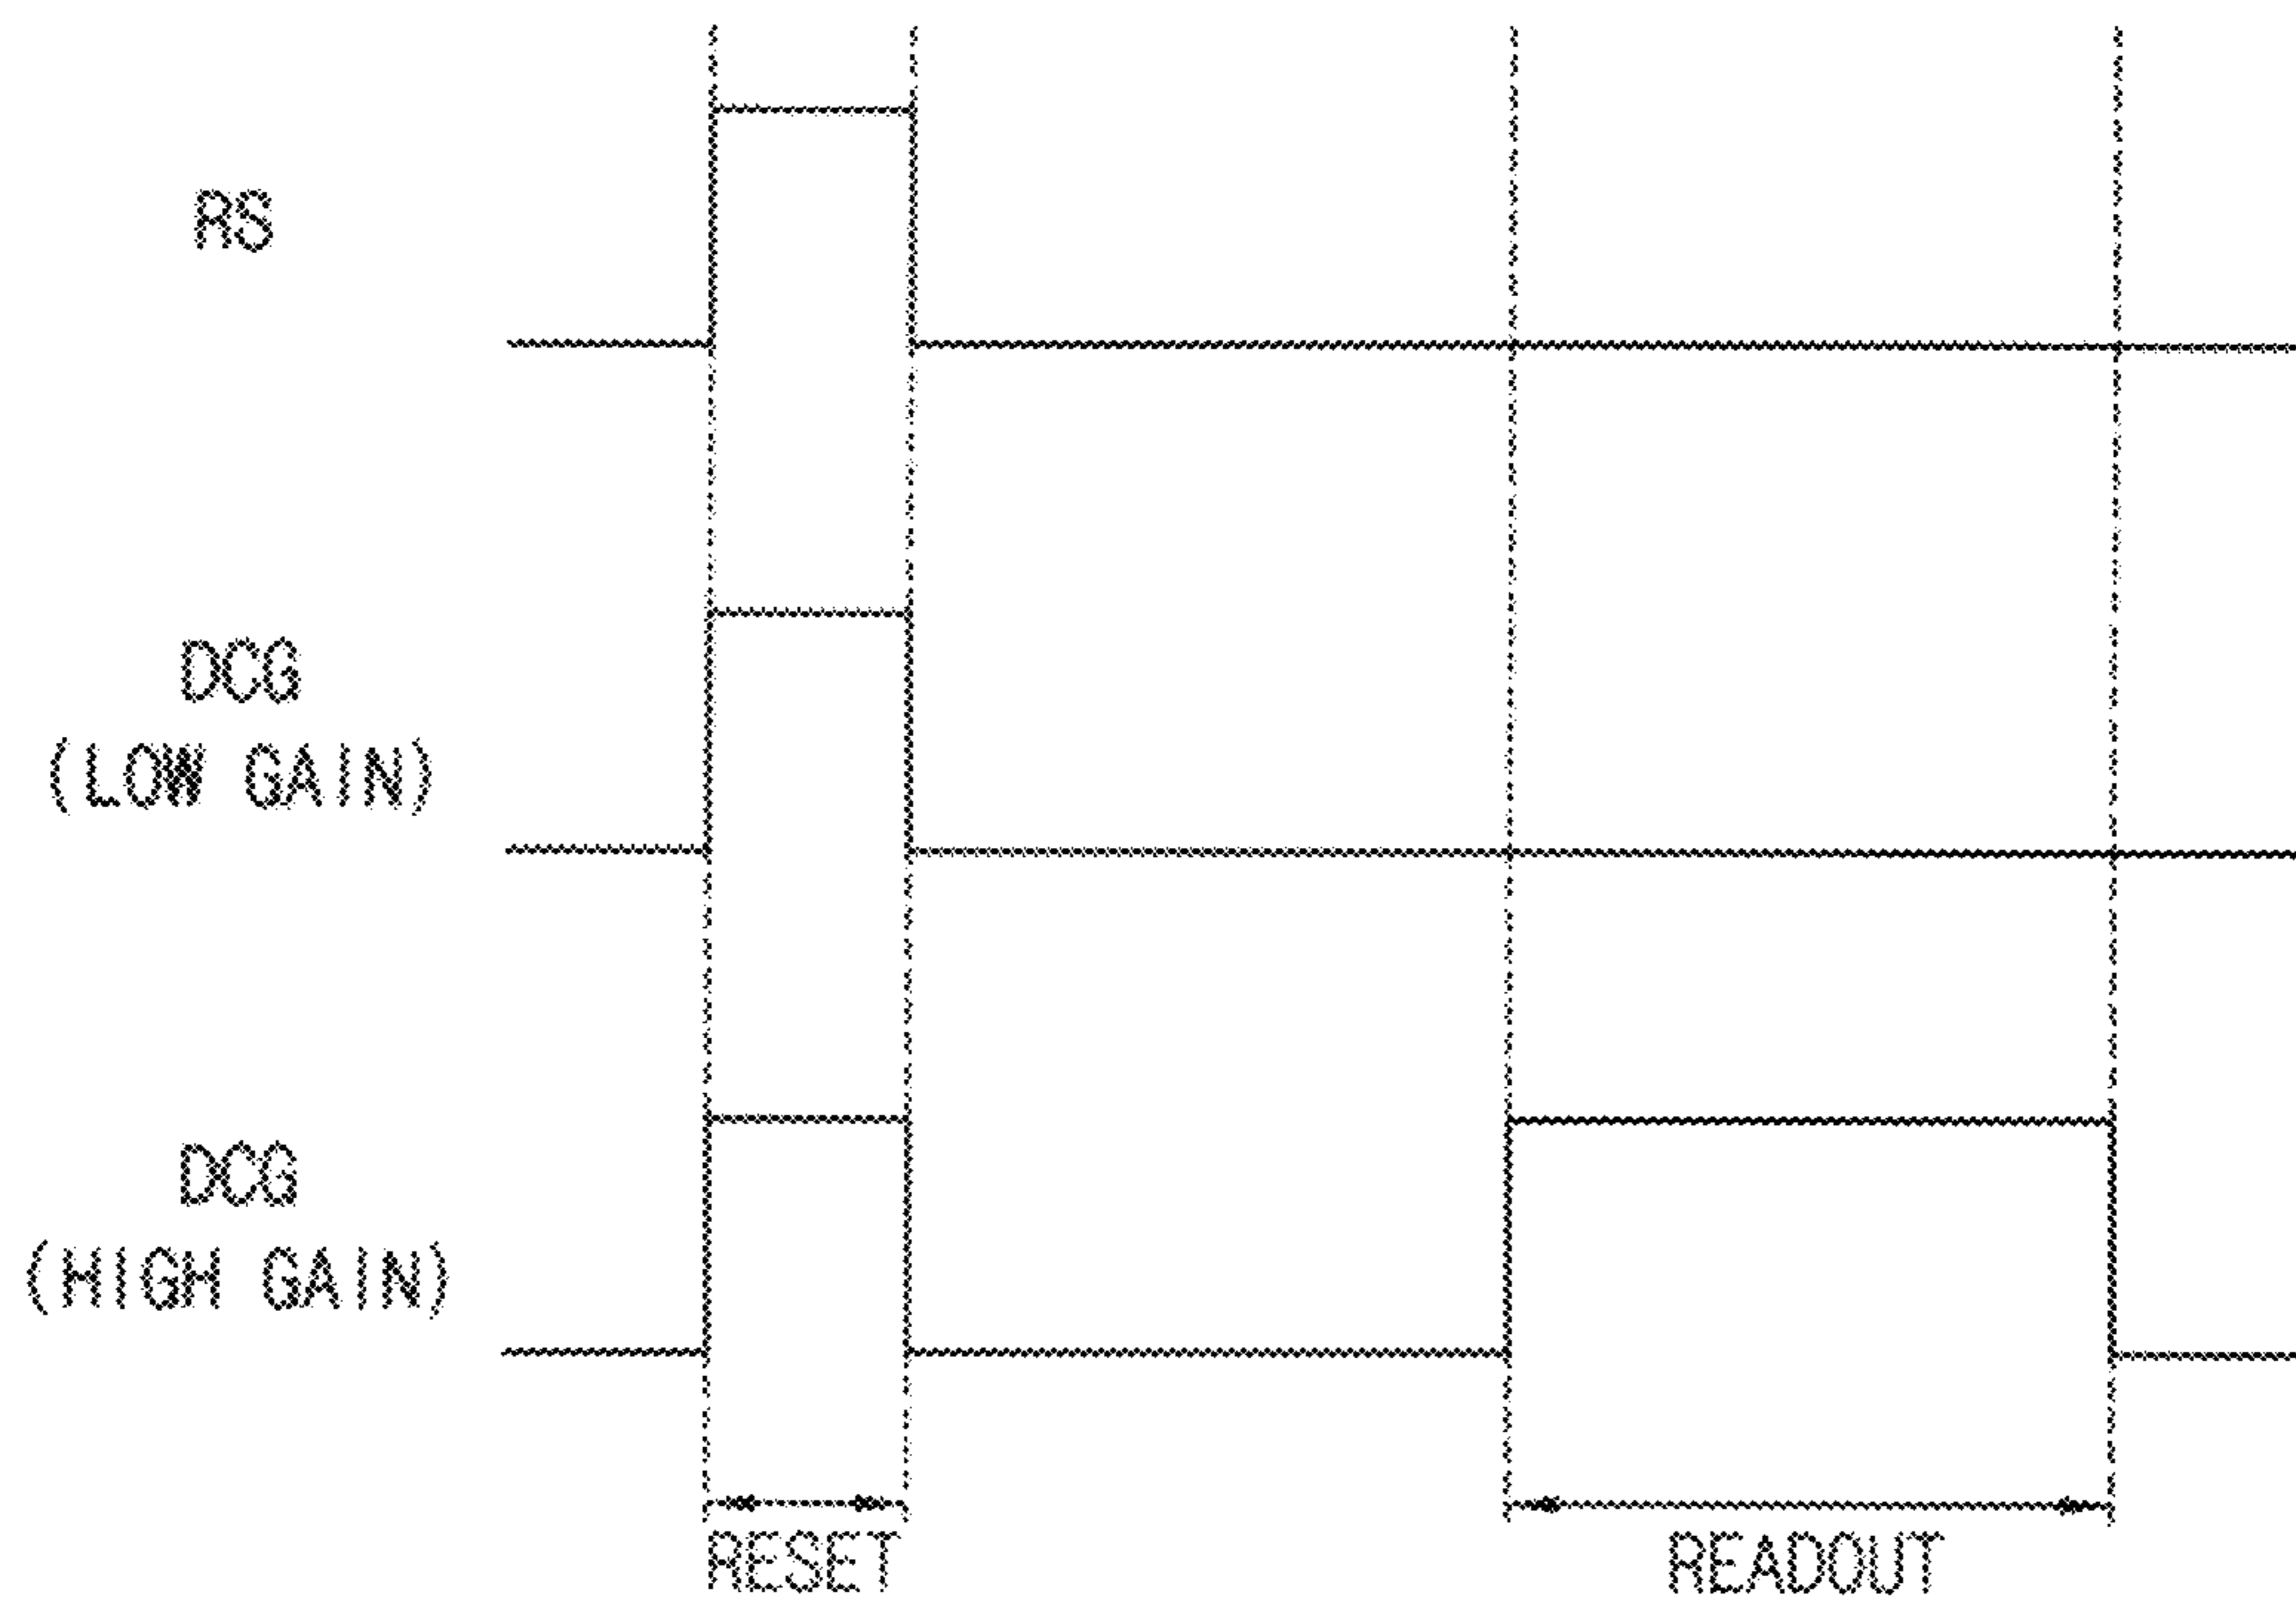 RS
DCG
(LOW GAIN)
DCG
(HIGH GAIN)
RESET
READOUT